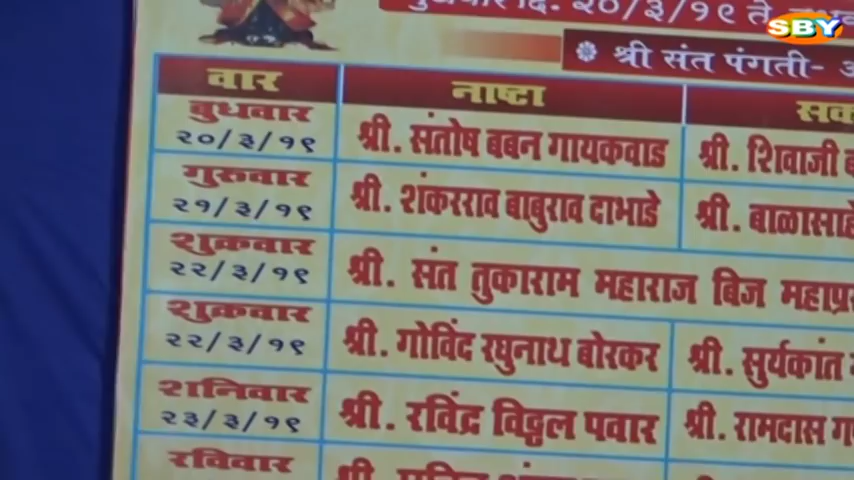 बुधवार दि. २०/३/१९ ते
SBY
श्री संत पंगती-
वार नाष्टा
बुधवार
२०/३/१९ श्री. संतोष बबन गायकवाड श्री. शिवाजी
गुरुवार
२१/३/१९ श्री. शंकरराव बाबुराव दाभाडे श्री. बाळासाहे
शुक्रवार
२२/३/१९ श्री. संत तुकाराम महाराज बिज महाप्र
शुक्रवार
२२/३/१९ श्री. गोविंद रघुनाथ बोरकर श्री. सुर्यकांत
शनिवार
२३/३/१९ श्री. रविंद्र विठ्ठल पवार श्री. रामदास
रविवार
श्री.